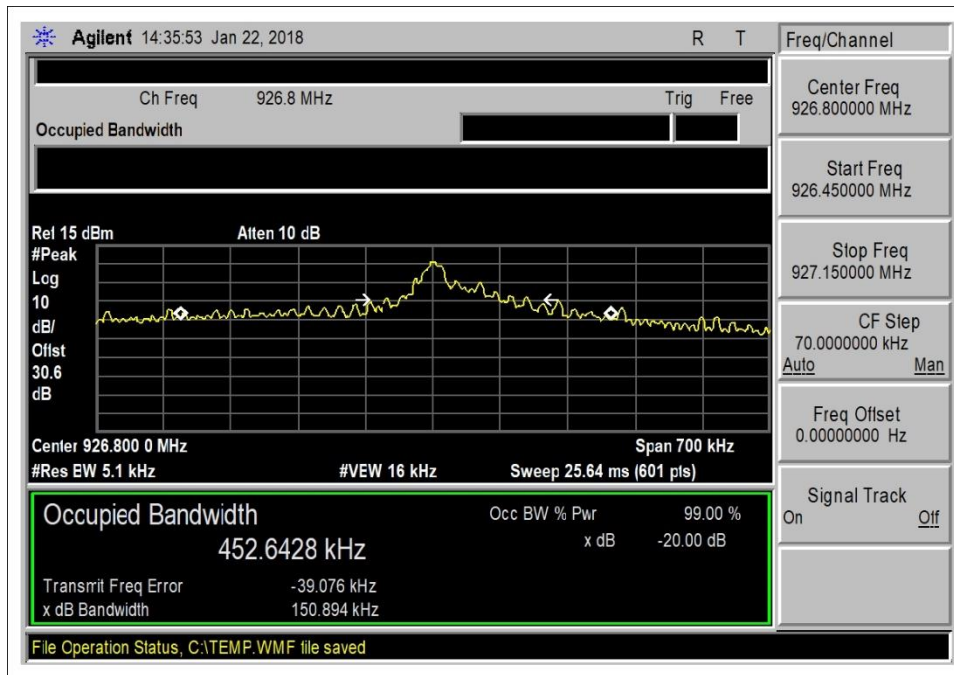 Agilent 14:35:53 Jan 22, 2018 R T
Freq/Channel
Ch Freq 926.8 MHz Trig Free
Occupied Bandwidth
Center Freq
926.800000 MHz
Start Freq
926.450000 MHz
Stop Freq
927.150000 MHz
CF Step
70.0000000 kHz
Auto Man
Freq Offset
0.00000000 Hz
Signal Track
On Off
Ref 15 dBm Atten 10 dB
#Peak
Log
10
dB/
Offst
30.6
dB
Center 926.800 0 MHz Span 700 kHz
#Res BW 5.1 kHz #VBW 16 kHz Sweep 25.64 ms (601 pts)
Occupied Bandwidth
452.6428 kHz
Occ BW % Pwr 99.00 %
x dB -20.00 dB
Transmit Freq Error -39.076 kHz
x dB Bandwidth 150.894 kHz
File Operation Status, C:\TEMP.WMF file saved